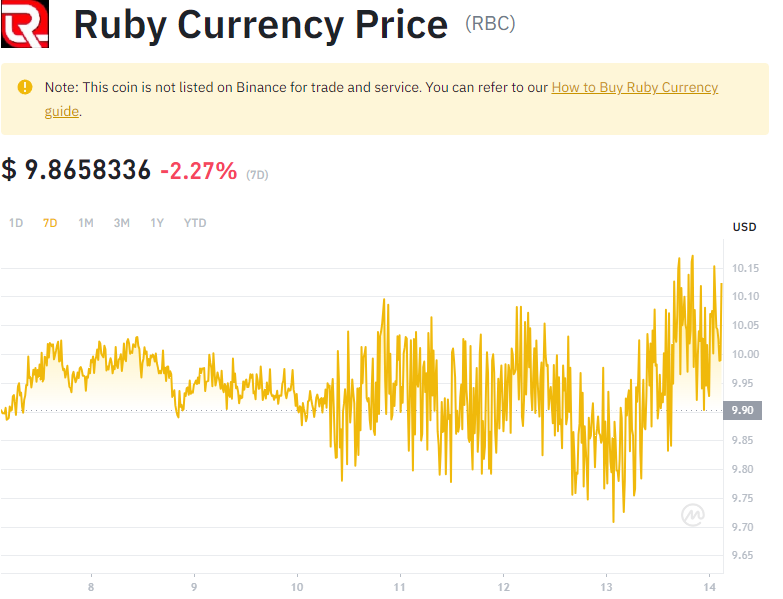 Ruby Currency Price (RBC)
Note: This coin is not listed on Binance for trade and service. You can refer to our How to Buy Ruby Currency
guide.
$ 9.8658336 -2.27% (7D)
1D 7D 1M 3M 1Y YTD
USD
10.15
10.10
10.05
10.00
9.95
9.90
9.85
9.80
9.75
9.70
9.65
8 9 10 11 12 13 14